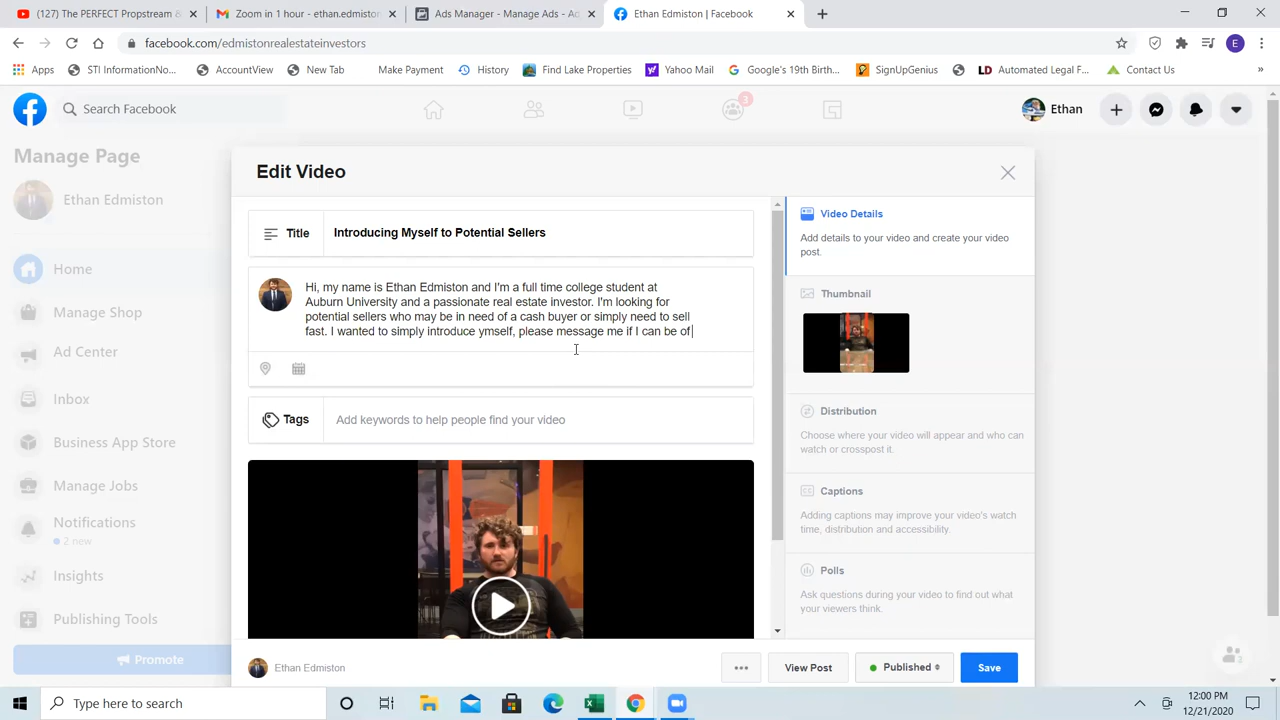 (127) The PERFECT Propstream &
Zoom in 1 hour - ethan.edmiston
Ads Manager - Manage Ads - Ad
Ethan Edmiston | Facebook
facebook.com/edmistonrealestateinvestors
E
Apps
STI InformationNo...
AccountView
New Tab
Make Payment
History
Find Lake Properties
Yahoo Mail
Google's 19th Birth...
SignUpGenius
LD
Automated Legal F...
Contact Us
»
Search Facebook
3
Ethan
Manage Page
Ethan Edmiston
Home
Manage Shop
Ad Center
Inbox
Business App Store
Manage Jobs
Notifications
2 new
Insights
Publishing Tools
Promote
Edit Video
Title
Introducing Myself to Potential Sellers
Hi, my name is Ethan Edmiston and I'm a full time college student at
Auburn University and a passionate real estate investor. I'm looking for
potential sellers who may be in need of a cash buyer or simply need to sell
fast. I wanted to simply introduce ymself, please message me if I can be of
Tags
Add keywords to help people find your video
Video Details
Add details to your video and create your video
post.
Thumbnail
Distribution
Choose where your video will appear and who can
watch or crosspost it.
CC
Captions
Adding captions may improve your video's watch
time, distribution and accessibility.
Polls
Ask questions during your video to find out what
your viewers think.
Ethan Edmiston
...
View Post
Published
Save
Type here to search
12:00 PM
12/21/2020